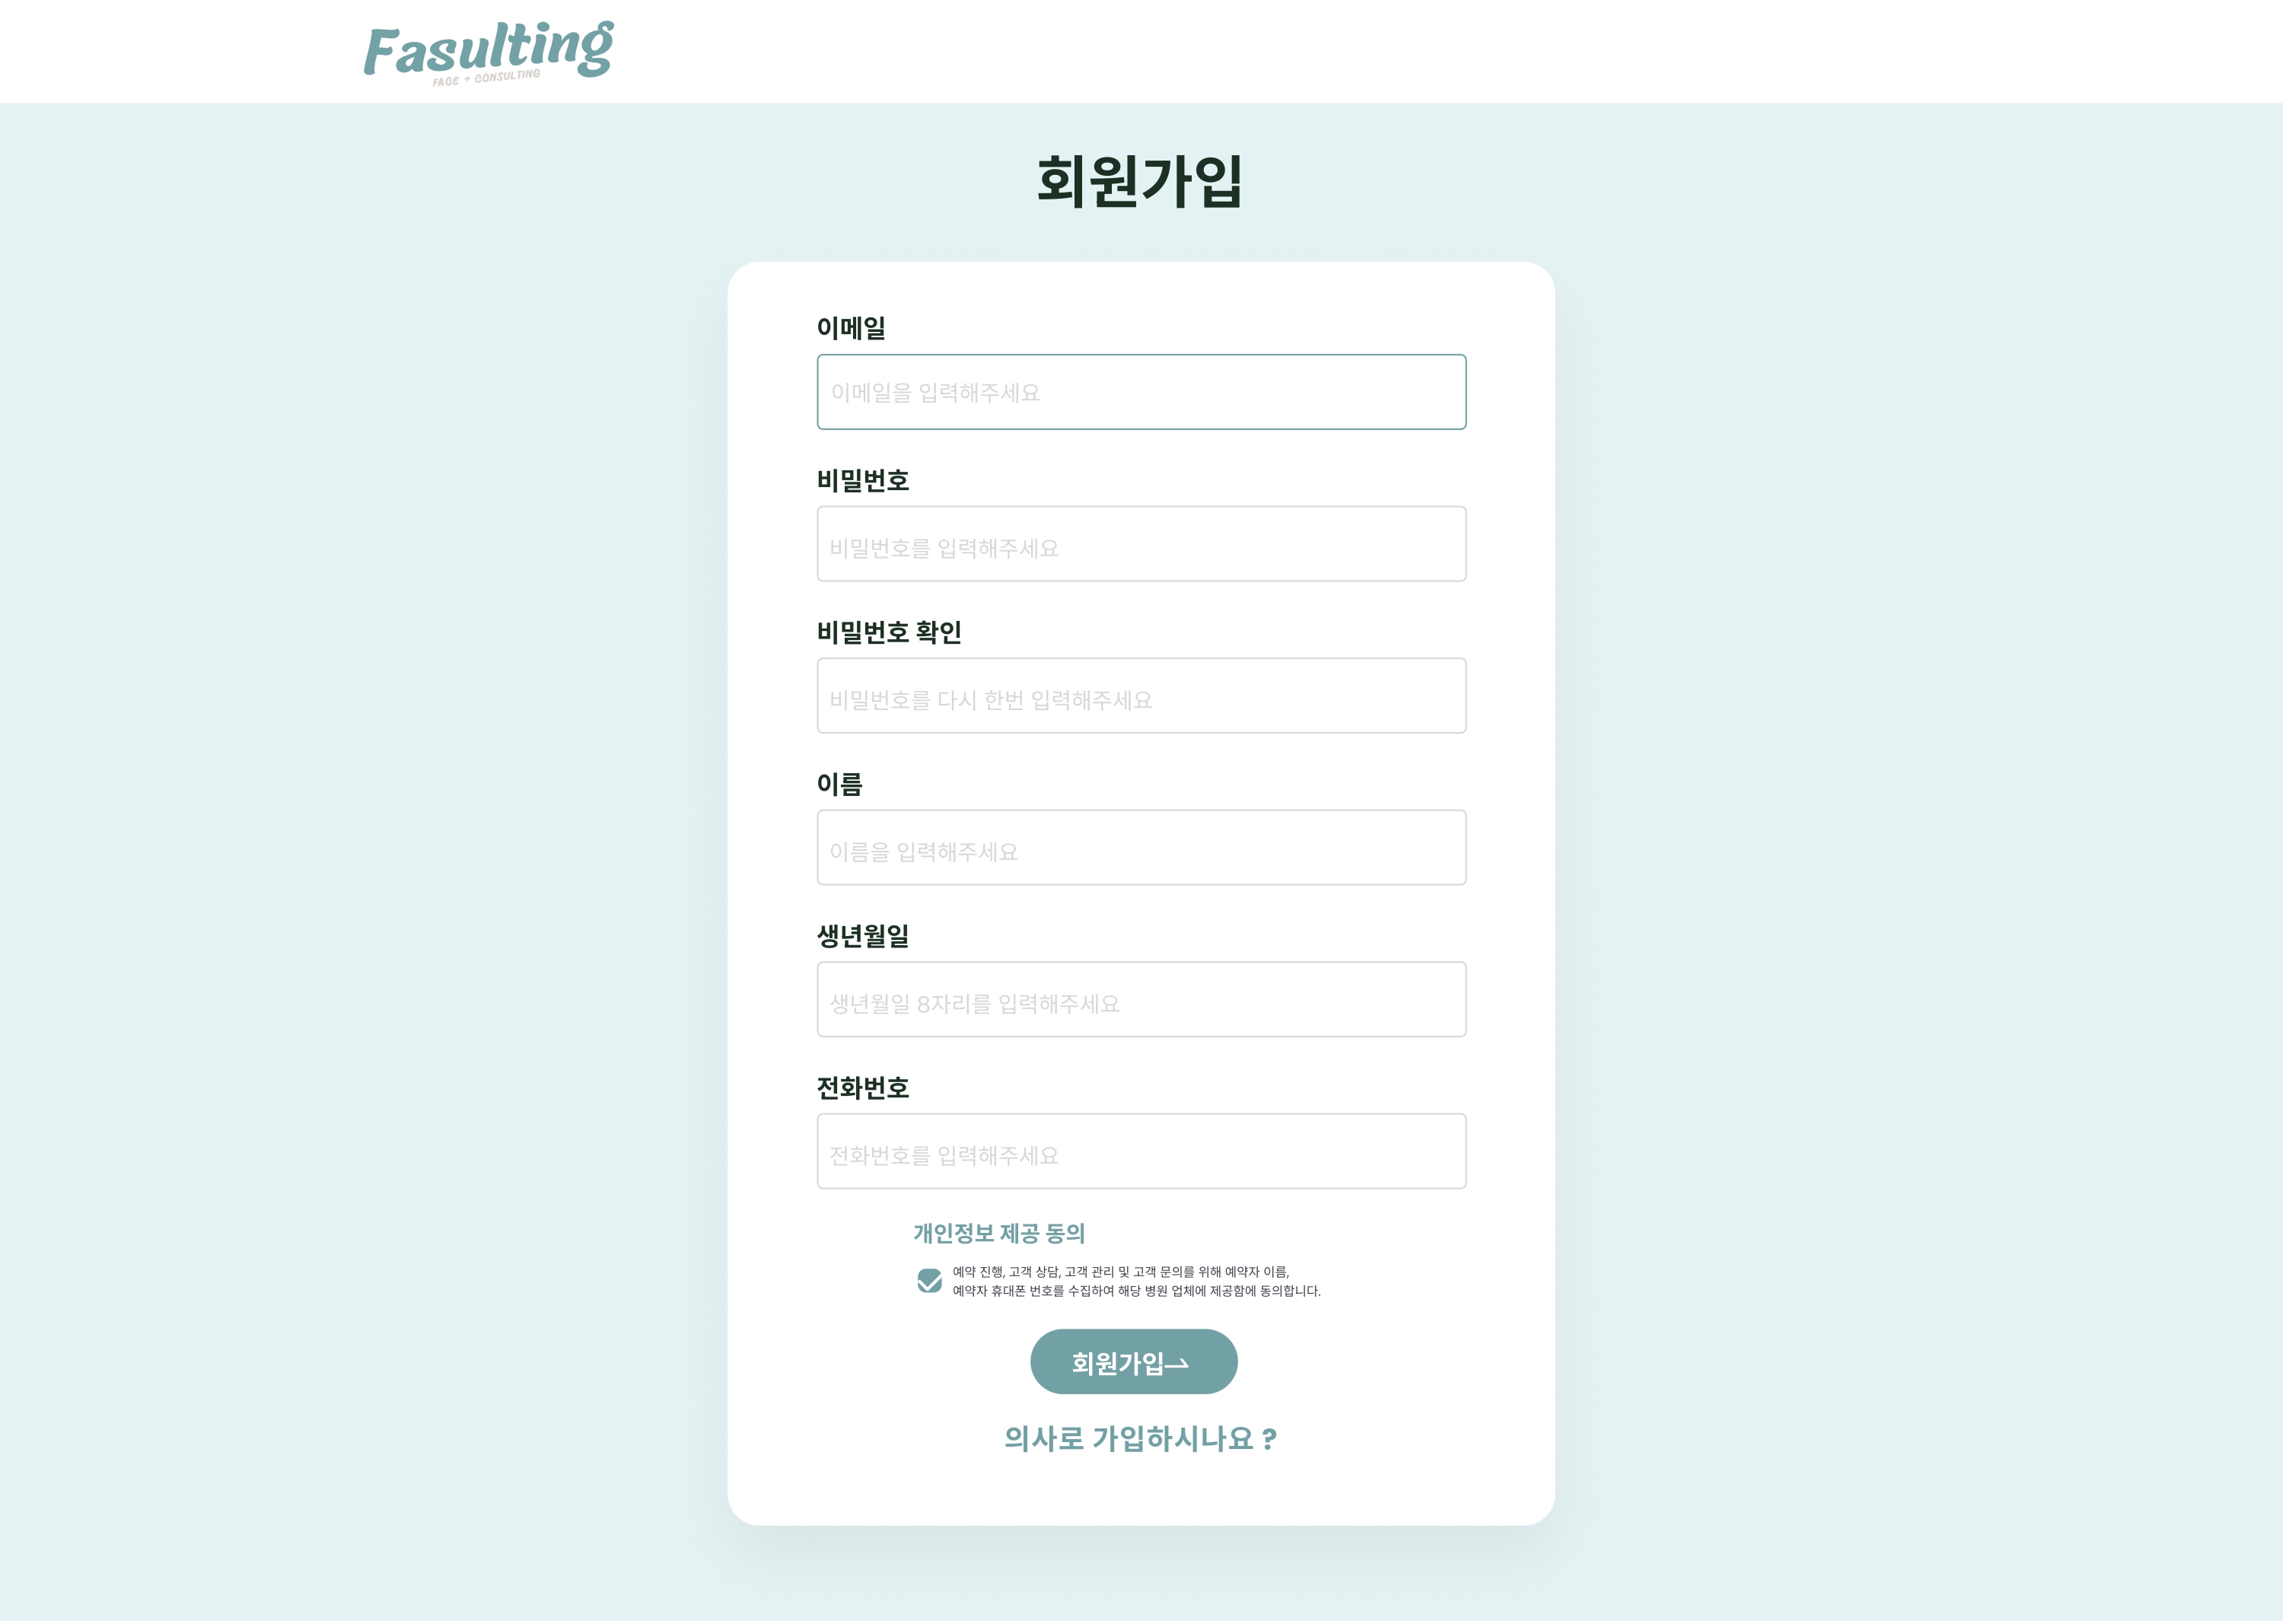 Fasulting
FACE + CONSULTING
회원가입
이메일
이메일을 입력해주세요
비밀번호
비밀번호를 입력해주세요
비밀번호 확인
비밀번호를 다시 한번 입력해주세요
이름
이름을 입력해주세요
생년월일
생년월일 8자리를 입력해주세요
전화번호
전화번호를 입력해주세요
개인정보 제공 동의
예약 진행, 고객 상담, 고객 관리 및 고객 문의를 위해 예약자 이름,
예약자 휴대폰 번호를 수집하여 해당 병원 업체에 제공함에 동의합니다.
회원가입
의사로 가입하시나요 ?